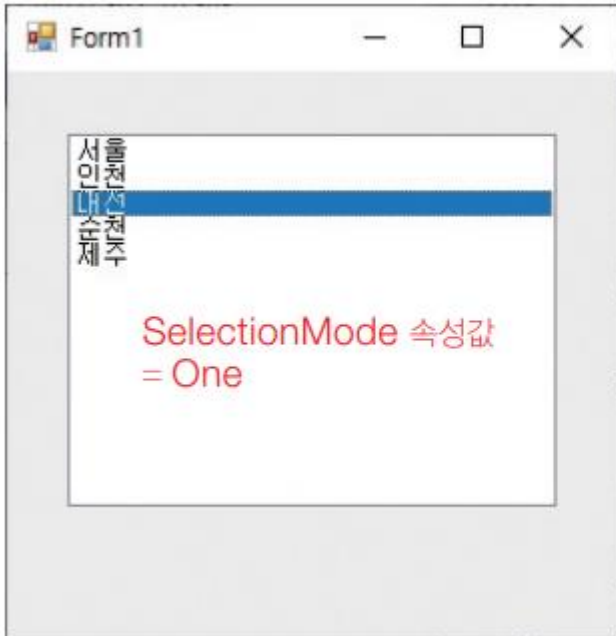 Form1
서울
인천
대전
순천
제주
SelectionMode 속성값
= One